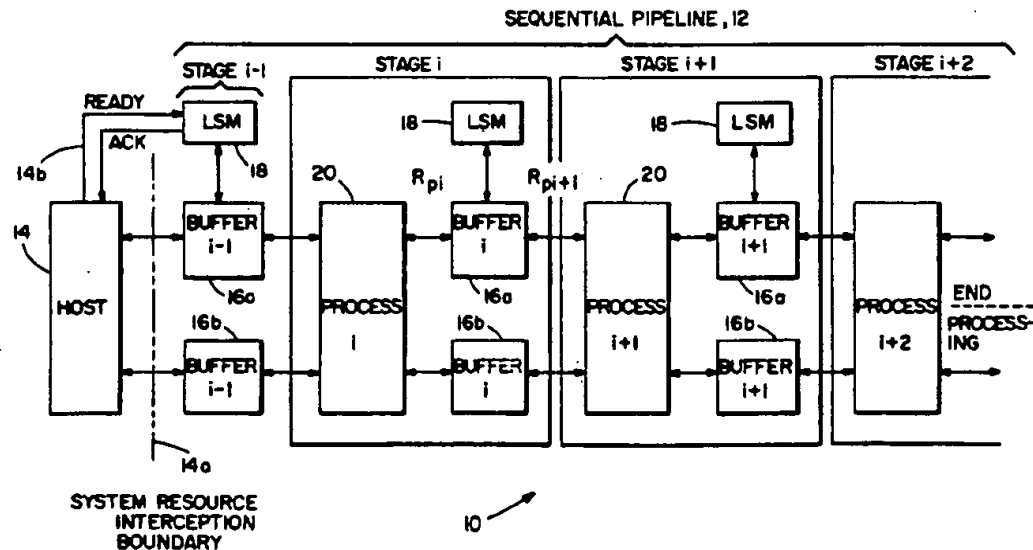 SEQUENTIAL PIPELINE, 12
STAGE i-1
STAGE i
STAGE i+1
STAGE i+2
READY
LSM
18 LSM
18 LSM
ACK
14b
18
20
Rpi
Rpi+1
20
14
BUFFER
i-1
BUFFER
i
BUFFER
i+1
16a
16a
16a
HOST
PROCESS
i
PROCESS
i+1
PROCESS
i+2
END
PROCESS-
ING
16b
16b
16b
BUFFER
i-1
BUFFER
i
BUFFER
i+1
14a
SYSTEM RESOURCE
INTERCEPTION
BOUNDARY
10